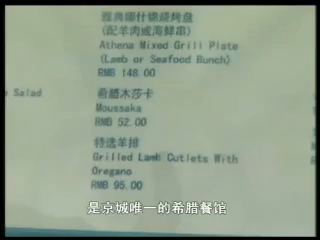 雅典娜什锦烧烤盘
(配羊肉或海鲜串)
Athena Mixed Grill Plate
(Lamb or Seafood Bunch)
RMB 148.00
e Salad
希腊木莎卡
Moussaka
RMB 52.00
特选羊排
Grilled Lamb Cutlets With
Oregano
RMB 95.00
是京城唯一的希腊餐馆